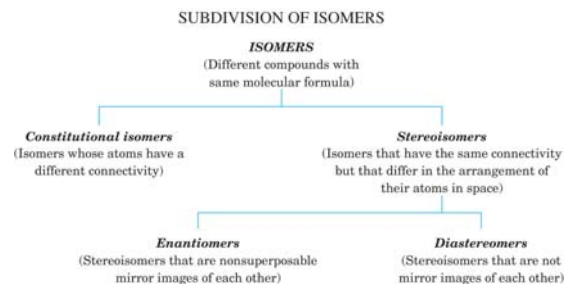 SUBDIVISION OF ISOMERS
ISOMERS
(Different compounds with
same molecular formula)
Constitutional isomers
(Isomers whose atoms have a
different connectivity)
Stereoisomers
(Isomers that have the same connectivity
but that differ in the arrangement of
their atoms in space)
Enantiomers
(Stereoisomers that are nonsuperposable
mirror images of each other)
Diastereomers
(Stereoisomers that are not
mirror images of each other)